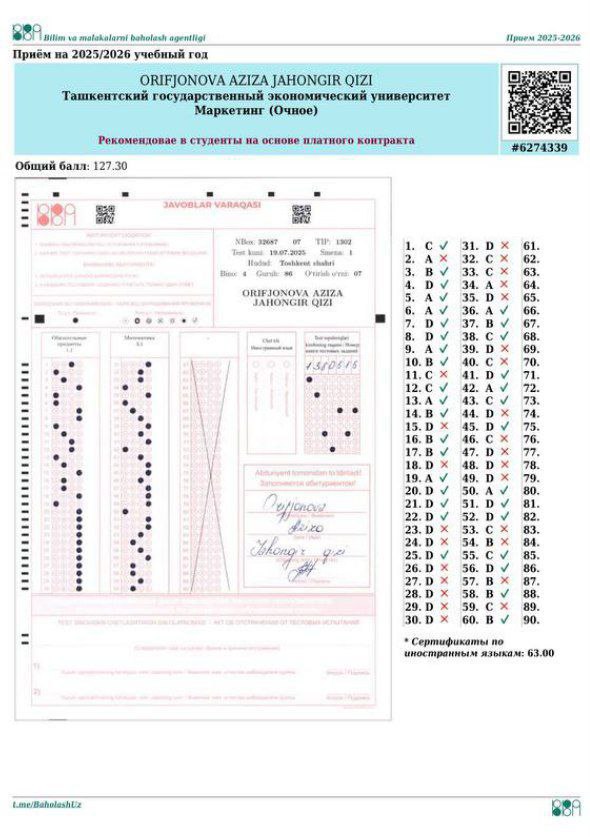 Bilim va malakalarni baholash agentligi
Прием 2025-2026
Приём на 2025/2026 учебный год
ORIFJONOVA AZIZA JAHONGIR QIZI
Ташкентский государственный экономический университет
Маркетинг (Очное)
Рекомендовае в студенты на основе платного контракта
#6274339
Общий балл: 127.30
JAVOBLAR VARAQASI
NBox: 32687 07 TIP: 1302
Test kuni: 19.07.2025 Smena: 1
Hudud: Toshkent shahri
Bino: 4 Guruh: 86 O'tirish o'rni: 07
ORIFJONOVA AZIZA
JAHONGIR QIZI
Обязательные
предметы
Математика
Chet tili
Иностранный язык
Abituriyent tomonidan to'ldiriladi!
Заполняется абитуриентом!
1. C ✓ 31. D ✕ 61.
2. A ✕ 32. C ✕ 62.
3. B ✓ 33. C ✕ 63.
4. D ✓ 34. A ✕ 64.
5. A ✓ 35. D ✕ 65.
6. A ✓ 36. A ✓ 66.
7. D ✓ 37. B ✓ 67.
8. D ✓ 38. C ✓ 68.
9. A ✓ 39. D ✕ 69.
10. B ✓ 40. C ✕ 70.
11. C ✕ 41. D ✓ 71.
12. C ✓ 42. A ✓ 72.
13. A ✓ 43. C ✓ 73.
14. B ✓ 44. D ✕ 74.
15. D ✕ 45. D ✓ 75.
16. B ✓ 46. C ✕ 76.
17. B ✓ 47. D ✕ 77.
18. D ✕ 48. D ✕ 78.
19. A ✓ 49. D ✕ 79.
20. D ✓ 50. A ✓ 80.
21. D ✓ 51. D ✓ 81.
22. D ✓ 52. D ✓ 82.
23. D ✕ 53. C ✕ 83.
24. D ✕ 54. B ✕ 84.
25. D ✓ 55. C ✓ 85.
26. D ✕ 56. D ✓ 86.
27. D ✕ 57. B ✕ 87.
28. D ✕ 58. B ✓ 88.
29. D ✕ 59. C ✕ 89.
30. D ✕ 60. B ✓ 90.
* Сертификаты по
иностранным языкам: 63.00
t.me/BaholashUz